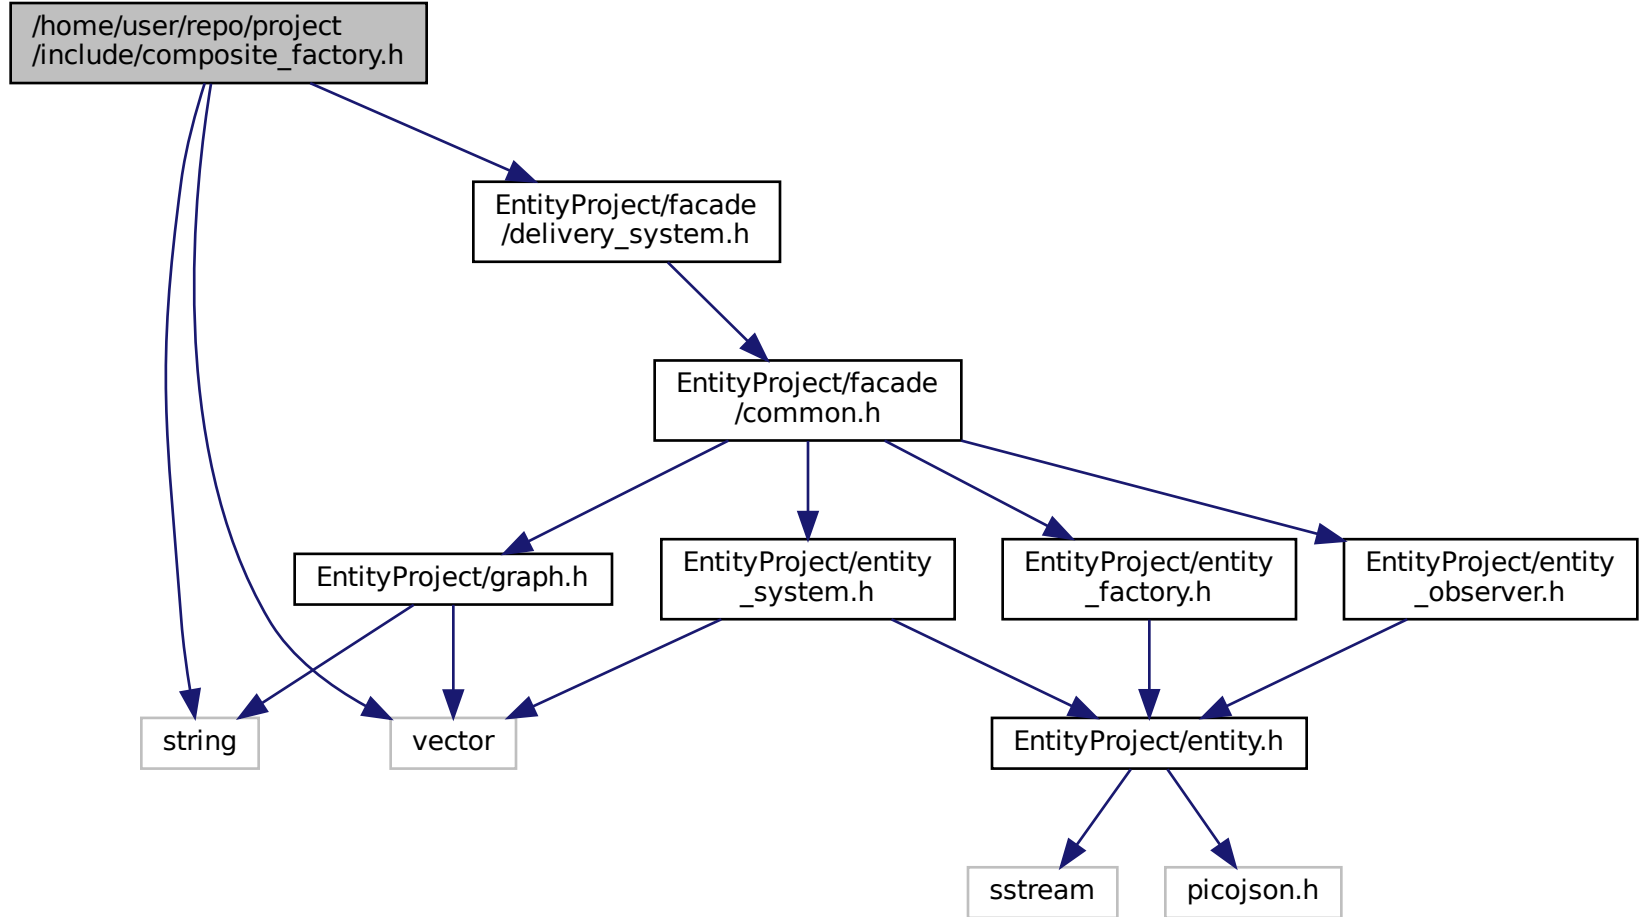 /home/user/repo/project
/include/composite_factory.h
EntityProject/facade
/delivery_system.h
EntityProject/facade
/common.h
EntityProject/graph.h
EntityProject/entity
_system.h
EntityProject/entity
_factory.h
EntityProject/entity
_observer.h
string
vector
EntityProject/entity.h
sstream
picojson.h